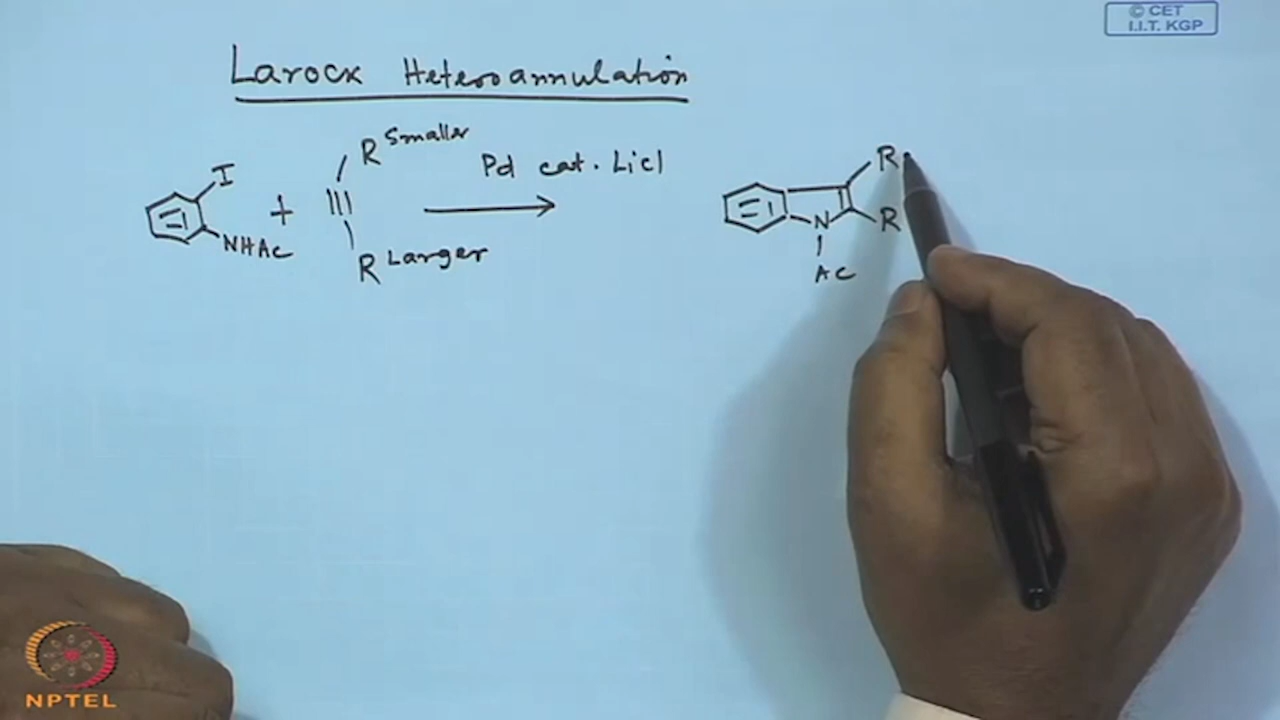 © CET
I.I.T. KGP
Larock Heteroannulation
I
NHAc
+
R Smaller
R Larger
Pd cat. LiCl
R
R
N
Ac
NPTEL